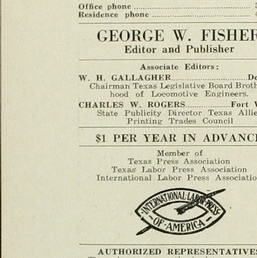 Office phone
Residence phone
GEORGE W. FISHER
Editor and Publisher
Associate Editors:
W. H. GALLAGHER
Chairman Texas Legislative Board Broth
hood of Locomotive Engineers.
CHARLES W. ROGERS Fort W
State Publicity Director Texas Allie
Printing Trades Council
$1 PER YEAR IN ADVANC
Member of
Texas Press Association
Texas Labor Press Association
International Labor Press Associatio
INTERNATIONAL LABOR PRESS
OF AMERICA
AUTHORIZED REPRESENTATIVE